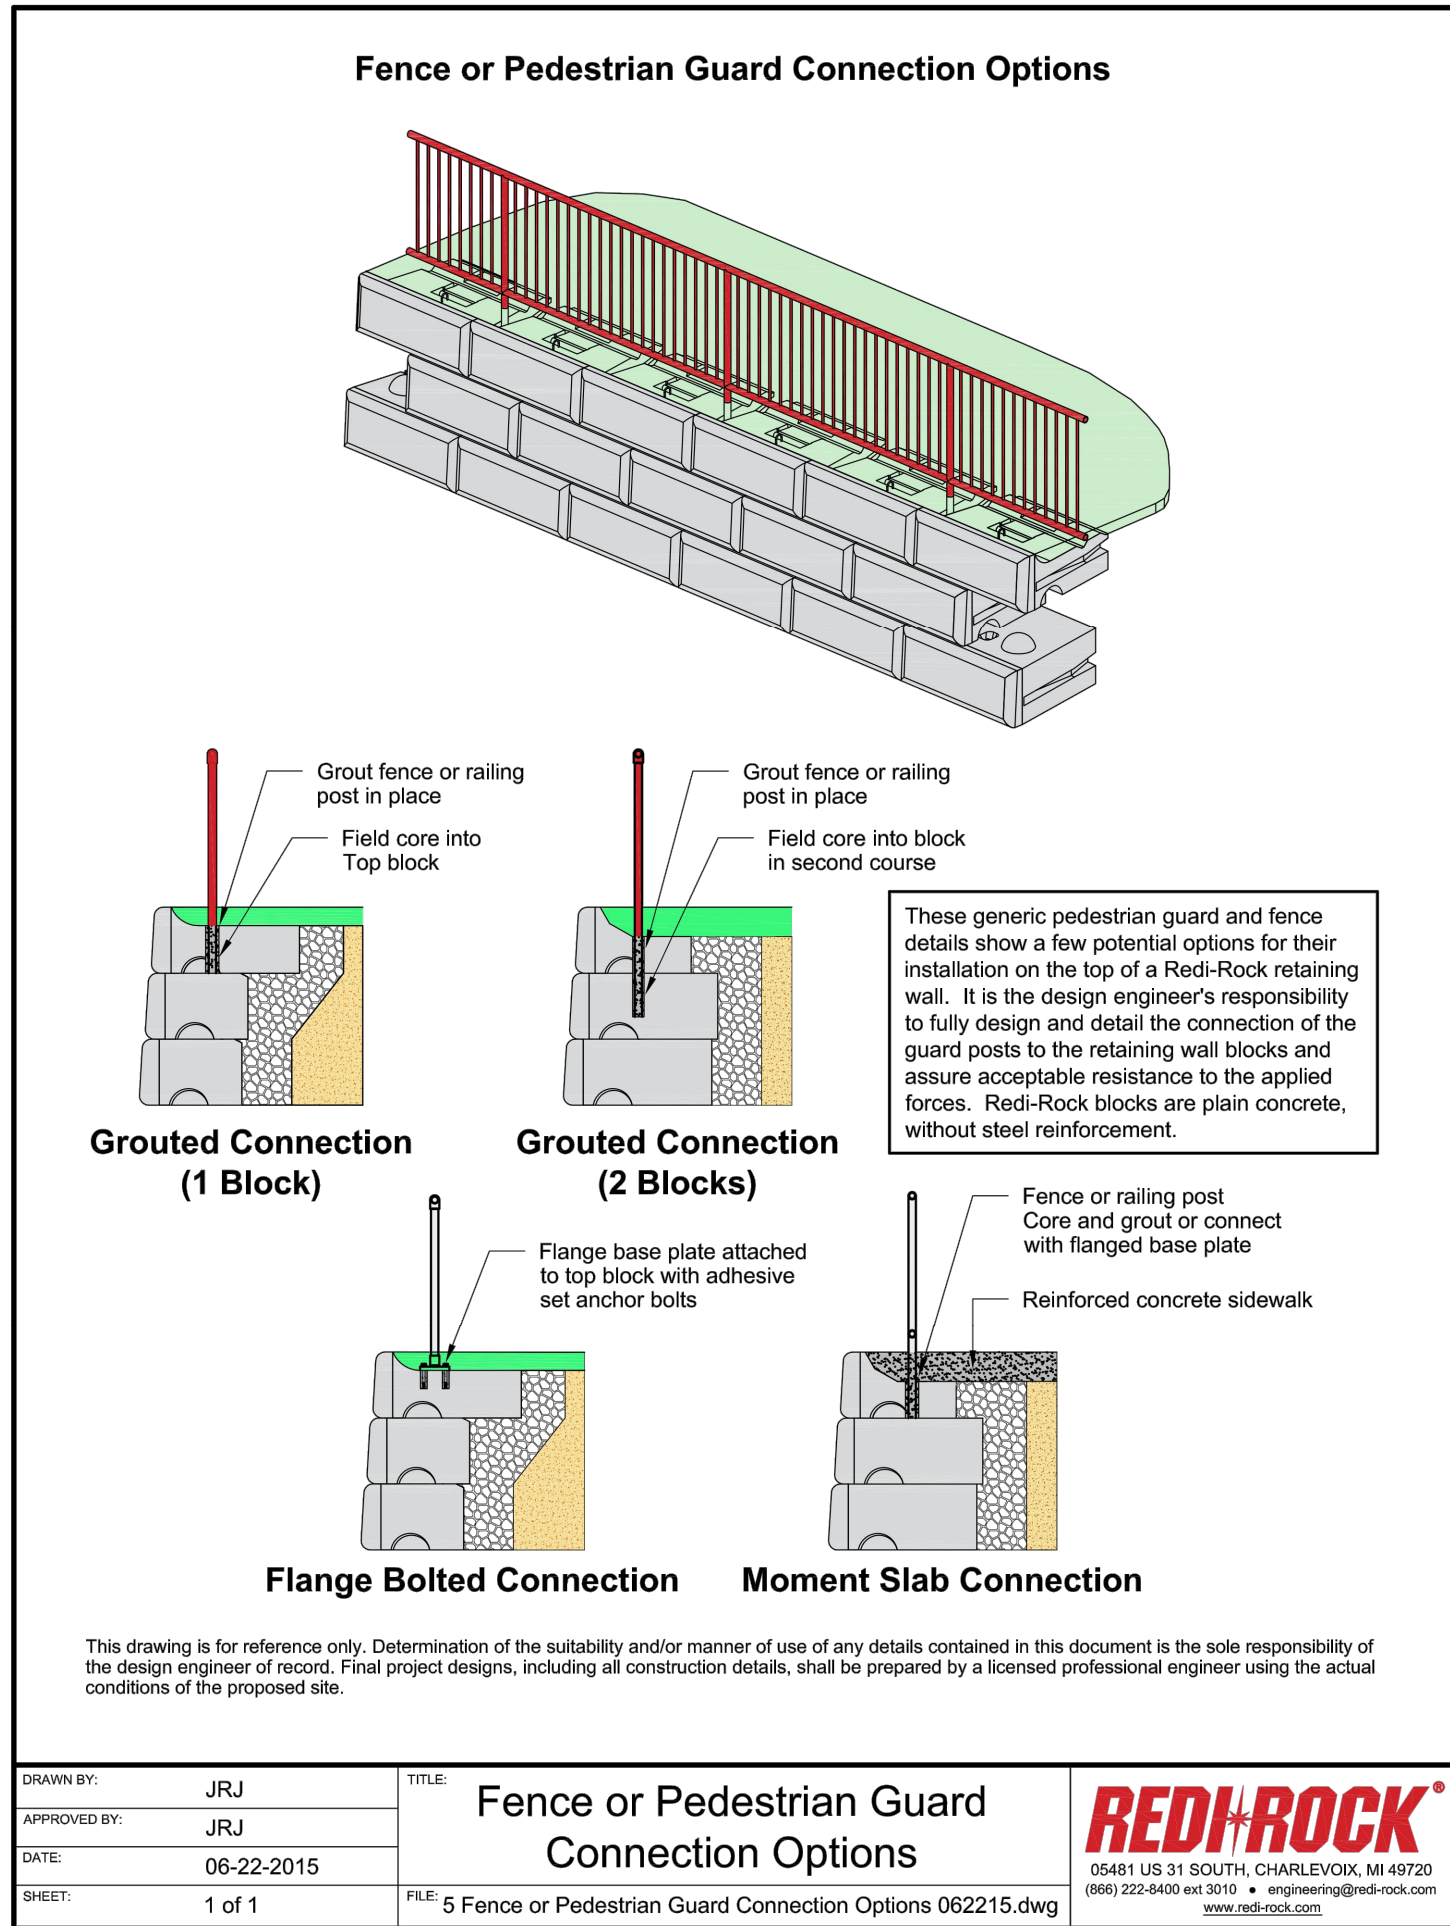 Fence or Pedestrian Guard Connection Options
Grout fence or railing
post in place
Field core into
Top block
Grout fence or railing
post in place
Field core into block
in second course
These generic pedestrian guard and fence
details show a few potential options for their
installation on the top of a Redi-Rock retaining
wall.  It is the design engineer's responsibility
to fully design and detail the connection of the
guard posts to the retaining wall blocks and
assure acceptable resistance to the applied
forces.  Redi-Rock blocks are plain concrete,
without steel reinforcement.
Grouted Connection
(1 Block)
Grouted Connection
(2 Blocks)
Flange base plate attached
to top block with adhesive
set anchor bolts
Fence or railing post
Core and grout or connect
with flanged base plate
Reinforced concrete sidewalk
Flange Bolted Connection
Moment Slab Connection
This drawing is for reference only. Determination of the suitability and/or manner of use of any details contained in this document is the sole responsibility of
the design engineer of record. Final project designs, including all construction details, shall be prepared by a licensed professional engineer using the actual
conditions of the proposed site.
DRAWN BY: JRJ
APPROVED BY: JRJ
DATE: 06-22-2015
SHEET: 1 of 1
TITLE: Fence or Pedestrian Guard
Connection Options
FILE: 5 Fence or Pedestrian Guard Connection Options 062215.dwg
REDI-ROCK®
05481 US 31 SOUTH, CHARLEVOIX, MI 49720
(866) 222-8400 ext 3010 • engineering@redi-rock.com
www.redi-rock.com